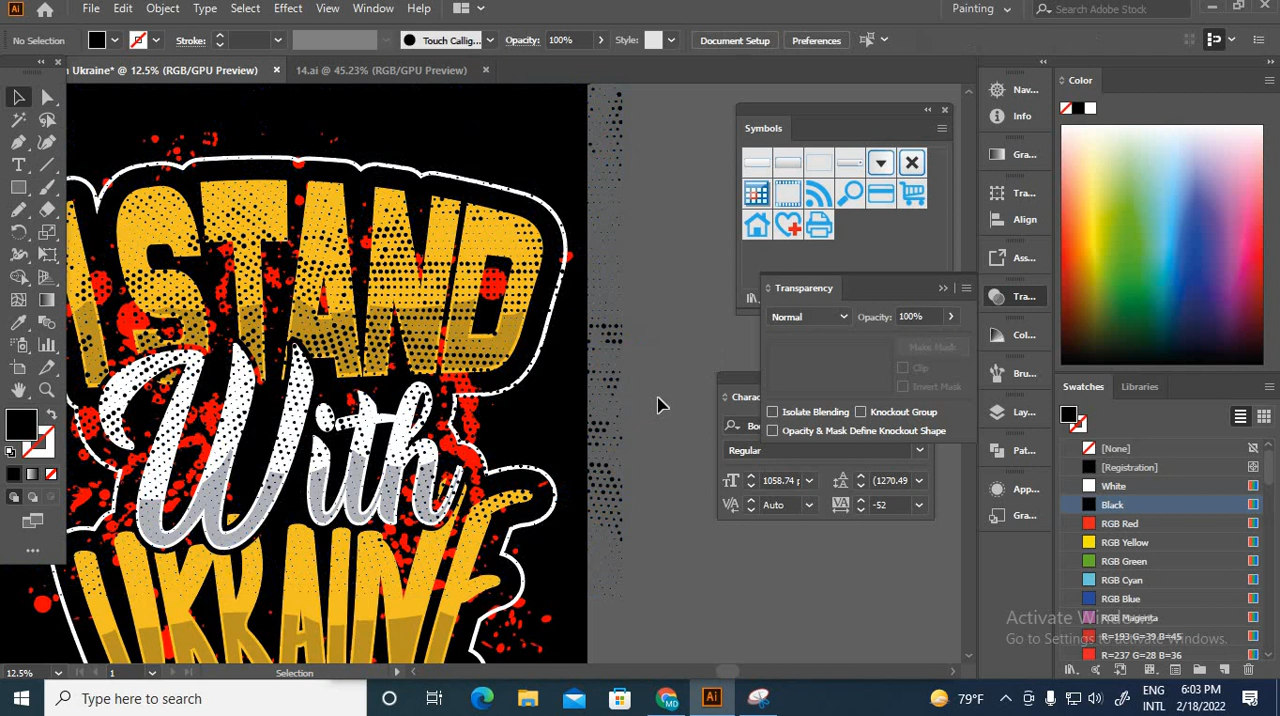 Ai File Edit Object Type Select Effect View Window Help Painting Search Adobe Stock
No Selection Stroke: Touch Callig... Opacity: 100% Style: Document Setup Preferences
Ukraine* @ 12.5% (RGB/GPU Preview) 14.ai @ 45.23% (RGB/GPU Preview)
STAND
With
UKRAINE
Symbols
Transparency
Normal Opacity: 100%
Make Mask
Clip
Invert Mask
Isolate Blending Knockout Group
Opacity & Mask Define Knockout Shape
Regular
1058.74 (1270.49
Auto -52
Nav...
Info
Gra...
Tra...
Align
Ass...
Tra...
Col...
Bru...
Lay...
Pat...
App...
Gra...
Color
Swatches Libraries
[None]
[Registration]
White
Black
RGB Red
RGB Yellow
RGB Green
RGB Cyan
RGB Blue
RGB Magenta
R=193 G=39 B=45
R=237 G=28 B=36
Activate Windows
Go to Settings to activate Windows.
12.5% 1 Selection
Type here to search MD Ai 79°F ENG 6:03 PM
INTL 2/18/2022